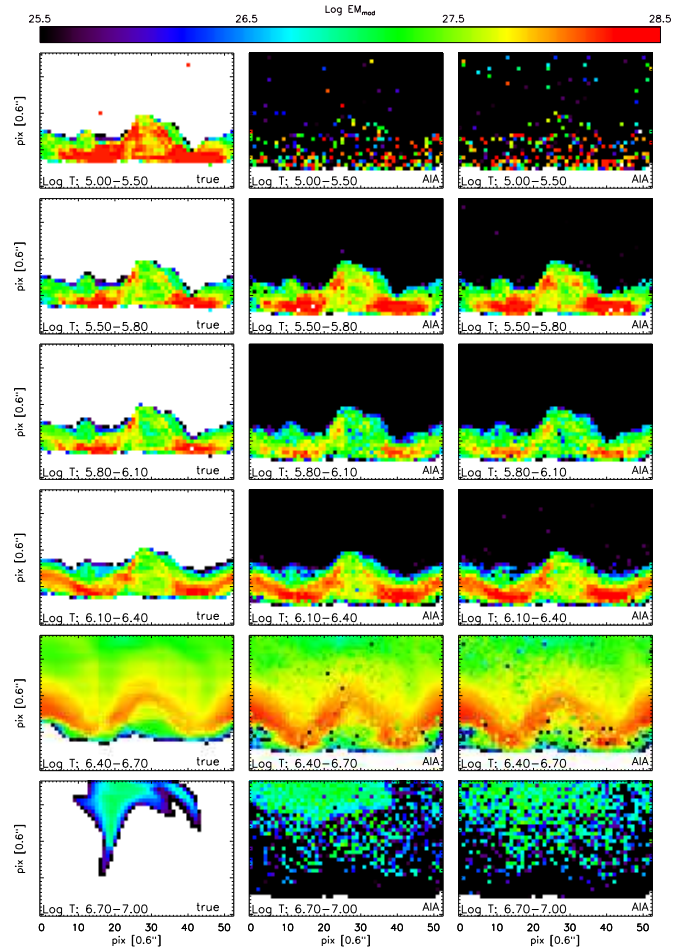 Log EM_mod
25.5 26.5 27.5 28.5
pix [0.6"]
Log T: 5.00−5.50 true
Log T: 5.00−5.50 AIA
Log T: 5.00−5.50 AIA
pix [0.6"]
Log T: 5.50−5.80 true
Log T: 5.50−5.80 AIA
Log T: 5.50−5.80 AIA
pix [0.6"]
Log T: 5.80−6.10 true
Log T: 5.80−6.10 AIA
Log T: 5.80−6.10 AIA
pix [0.6"]
Log T: 6.10−6.40 true
Log T: 6.10−6.40 AIA
Log T: 6.10−6.40 AIA
pix [0.6"]
Log T: 6.40−6.70 true
Log T: 6.40−6.70 AIA
Log T: 6.40−6.70 AIA
pix [0.6"]
Log T: 6.70−7.00 true
Log T: 6.70−7.00 AIA
Log T: 6.70−7.00 AIA
0 10 20 30 40 50
0 10 20 30 40 50
0 10 20 30 40 50
pix [0.6"]
pix [0.6"]
pix [0.6"]